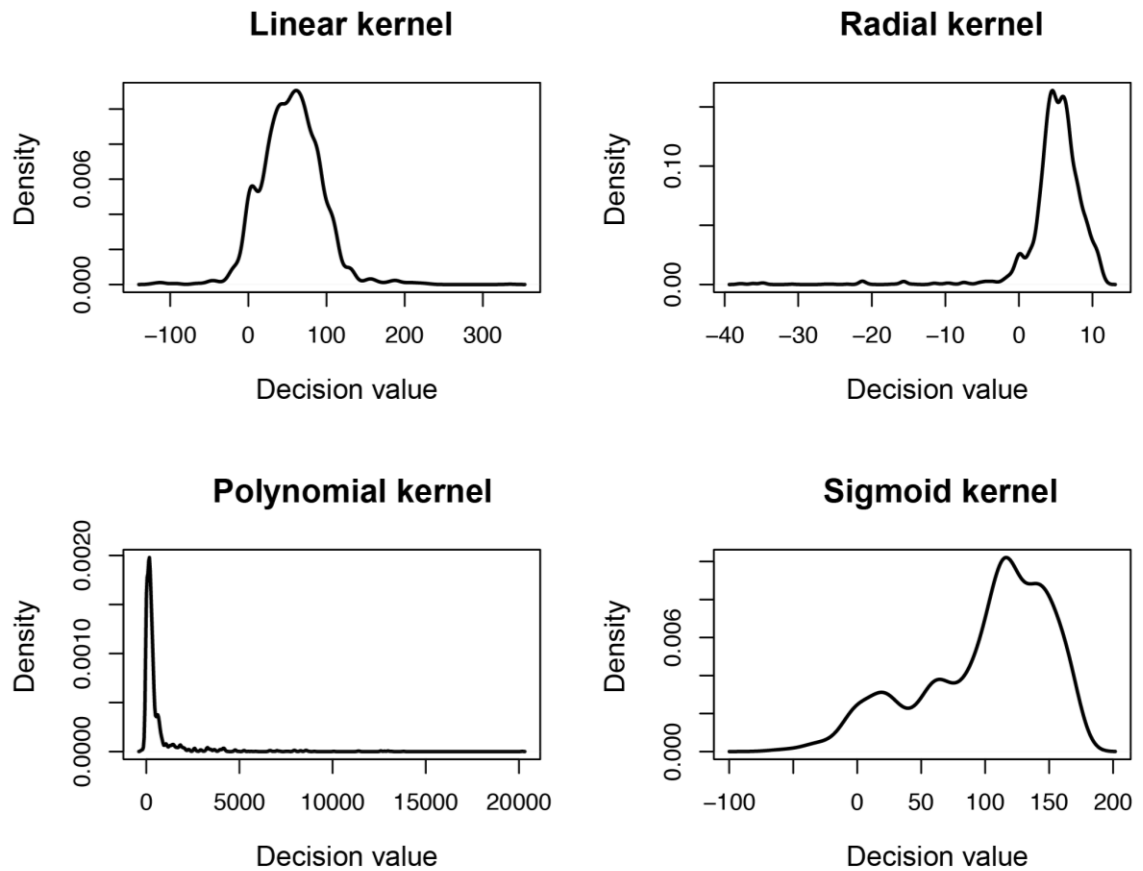 Linear kernel
Density
0.000
0.006
−100 0 100 200 300
Decision value
Radial kernel
Density
0.00
0.10
−40 −30 −20 −10 0 10
Decision value
Polynomial kernel
Density
0.0000
0.0010
0.0020
0 5000 10000 15000 20000
Decision value
Sigmoid kernel
Density
0.000
0.006
−100 0 50 100 150 200
Decision value